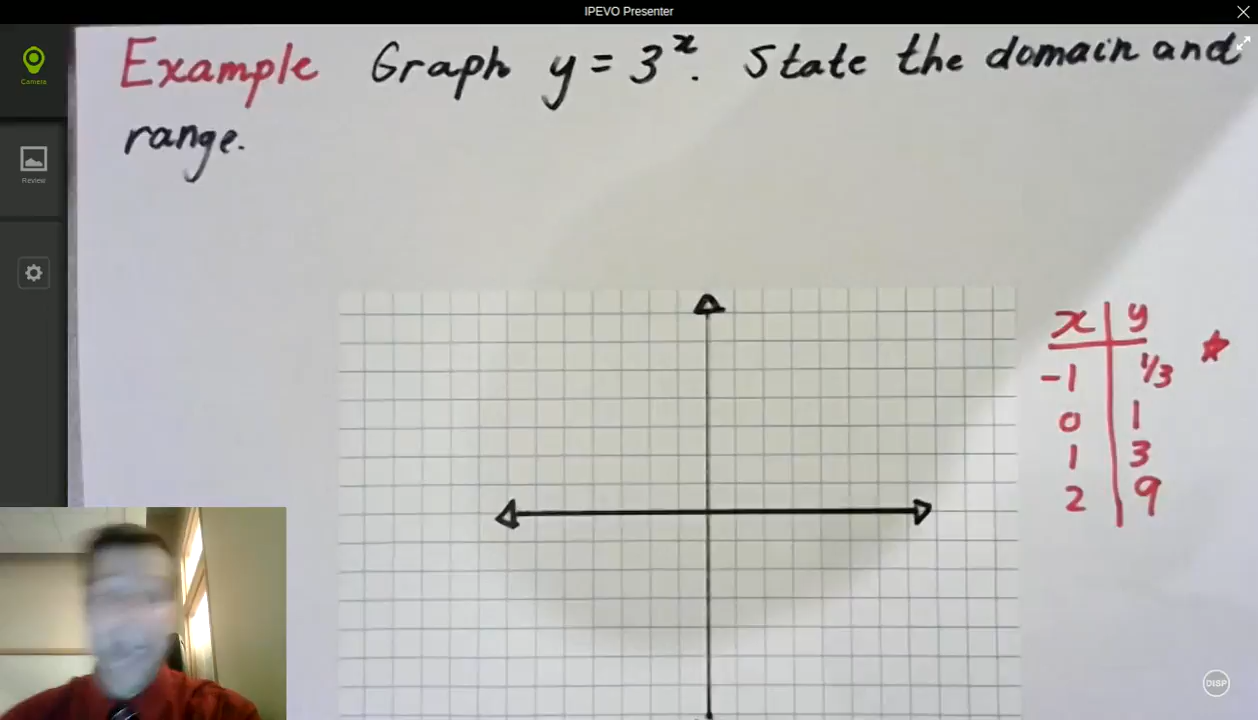 IPEVO Presenter
Camera
Review
Example Graph y = 3ˣ. State the domain and
range.
x y
-1 1/3
0 1
1 3
2 9
DISP